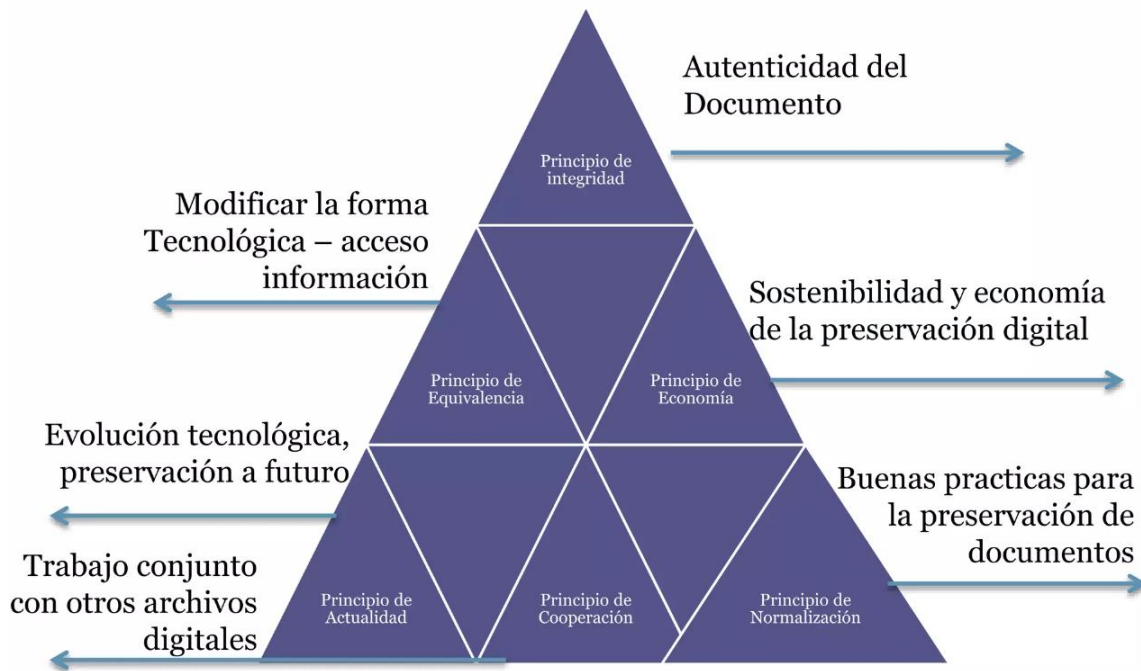 Autenticidad del
Documento
Principio de
integridad
Modificar la forma
Tecnológica – acceso
información
Sostenibilidad y economía
de la preservación digital
Principio de
Equivalencia
Principio de
Economía
Evolución tecnológica,
preservación a futuro
Buenas practicas para
la preservación de
documentos
Trabajo conjunto
con otros archivos
digitales
Principio de
Actualidad
Principio de
Cooperación
Principio de
Normalización